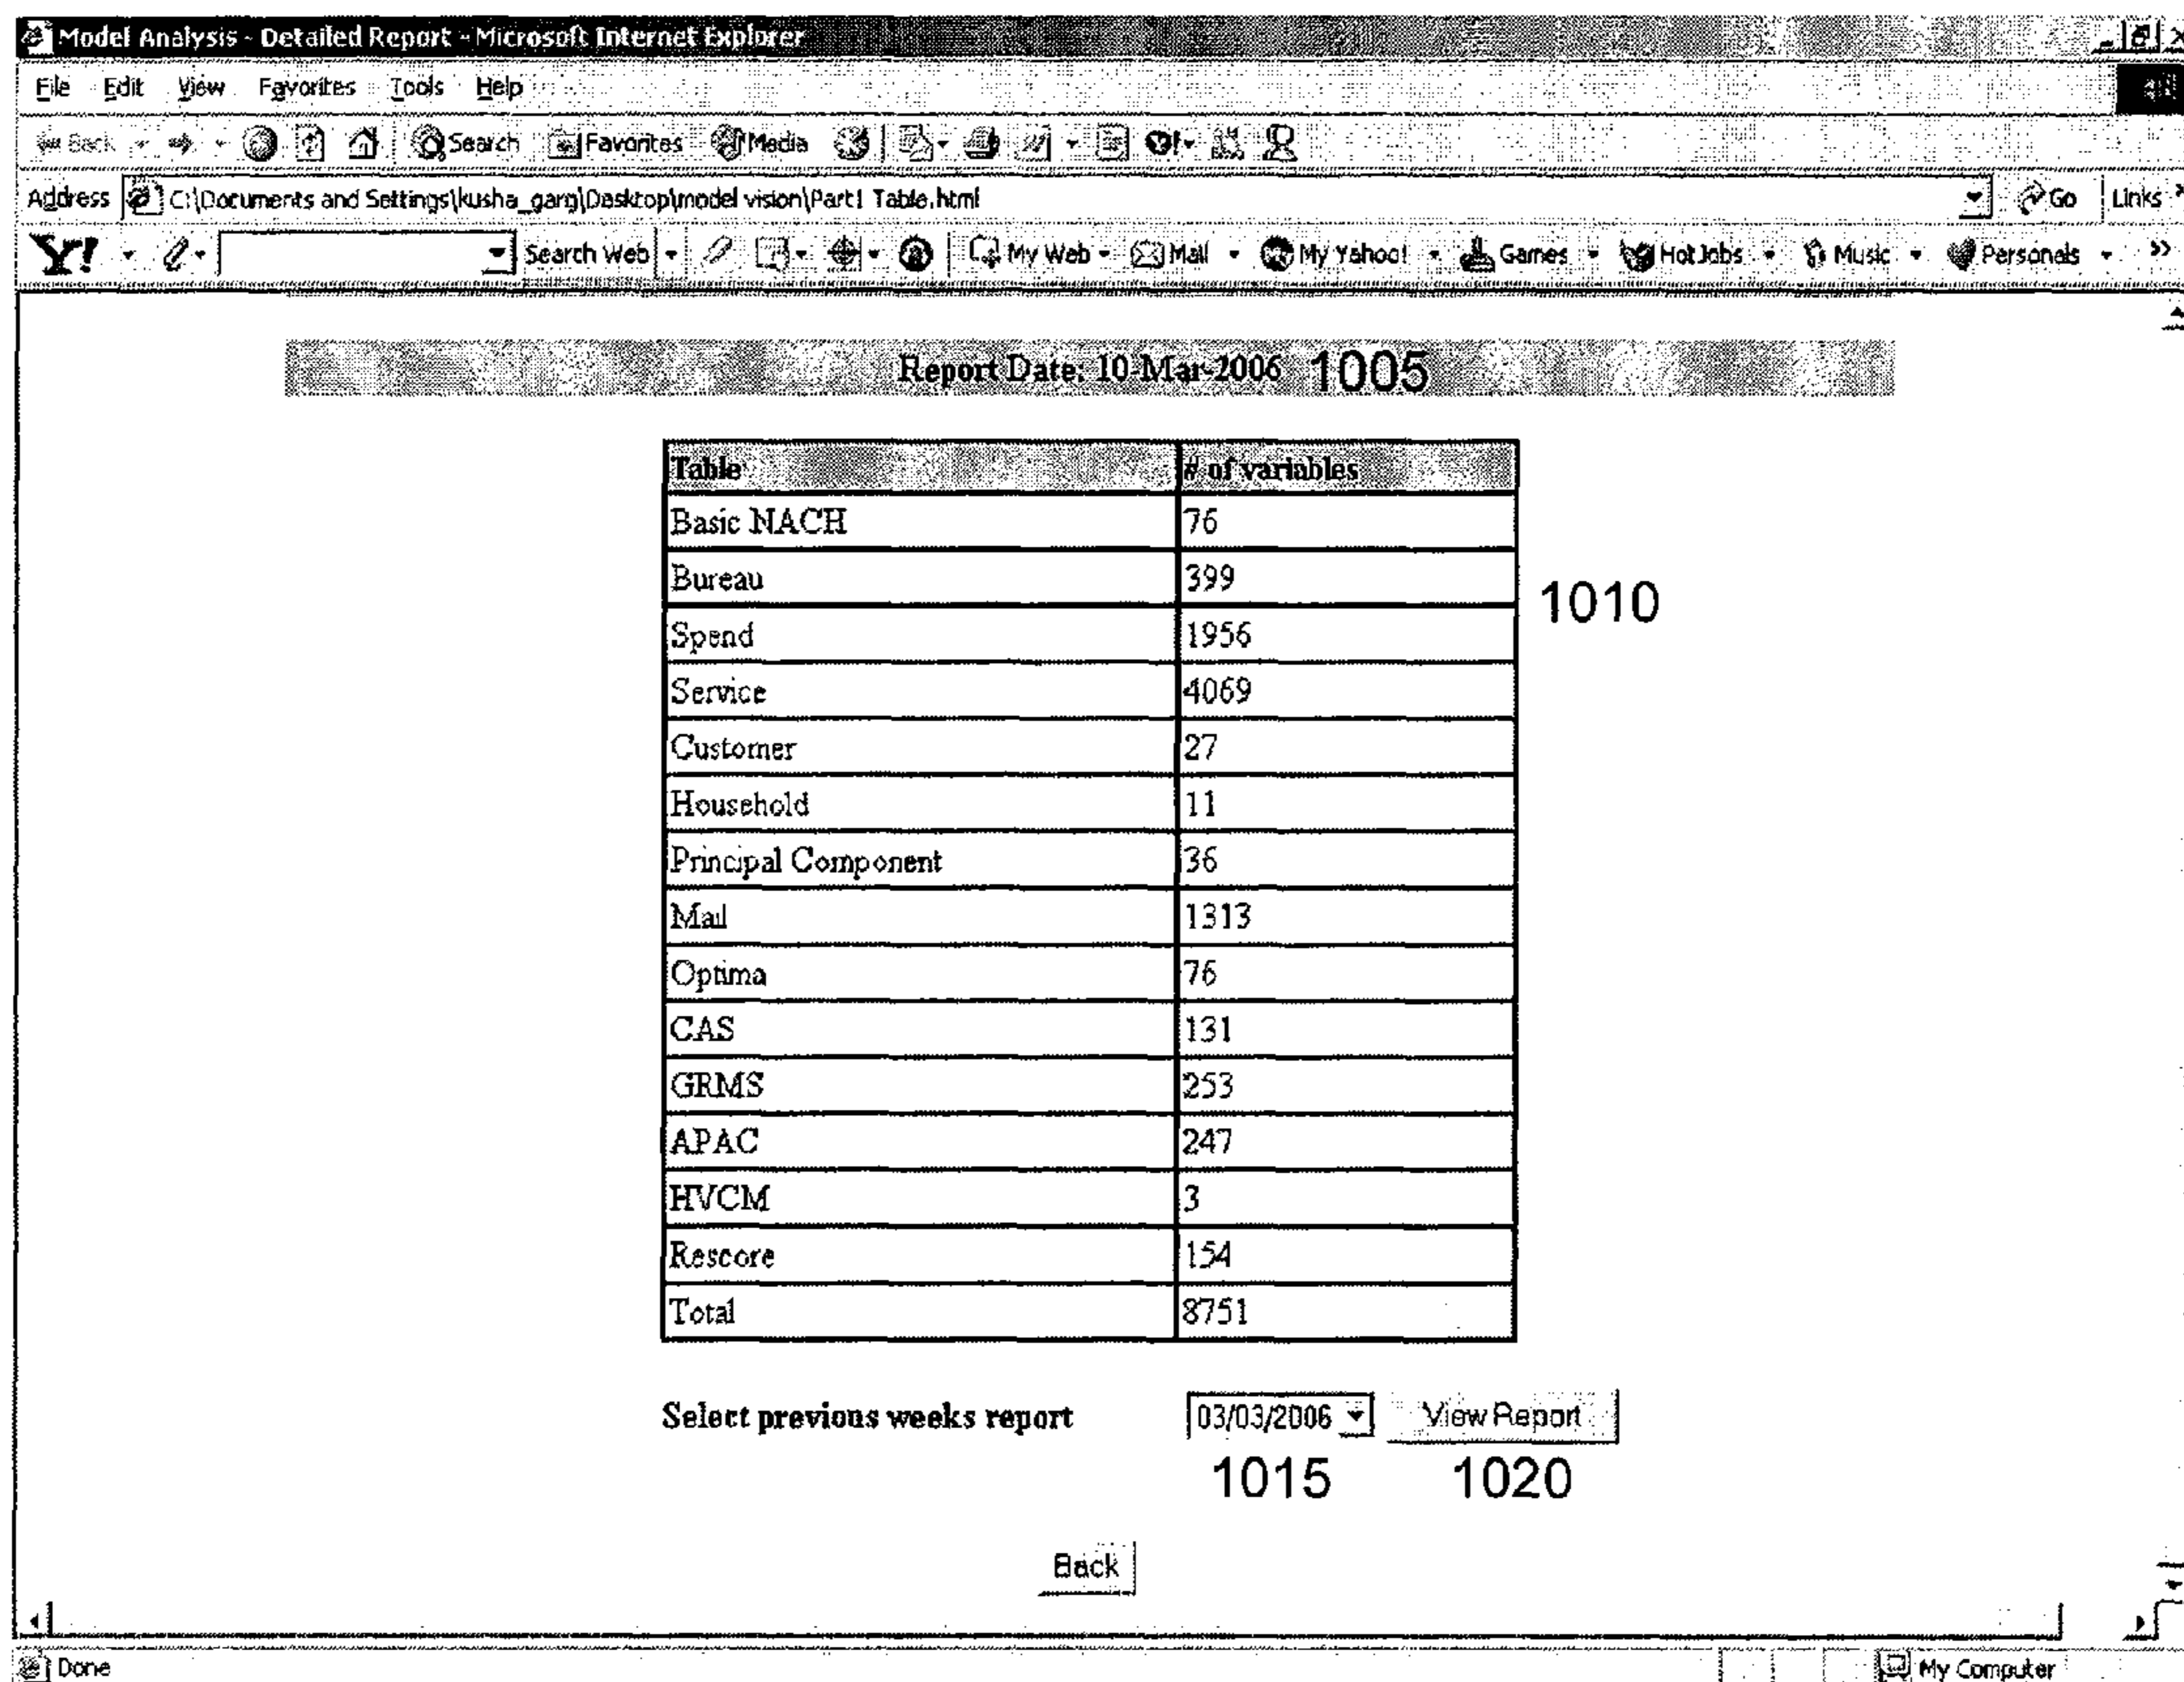 Model Analysis - Detailed Report - Microsoft Internet Explorer
File Edit View Favorites Tools Help
Back Search Favorites Media
Address C:\Documents and Settings\kusha_garg\Desktop\model vision\Part1 Table.html Go Links
Y! Search Web My Web Mail My Yahoo! Games HotJobs Music Personals >>
Report Date: 10-Mar-2006 1005
Table # of variables
Basic NACH 76
Bureau 399
1010
Spend 1956
Service 4069
Customer 27
Household 11
Principal Component 36
Mail 1313
Optima 76
CAS 131
GRMS 253
APAC 247
HVCM 3
Rescore 154
Total 8751
Select previous weeks report 03/03/2006 View Report
1015 1020
Back
Done My Computer